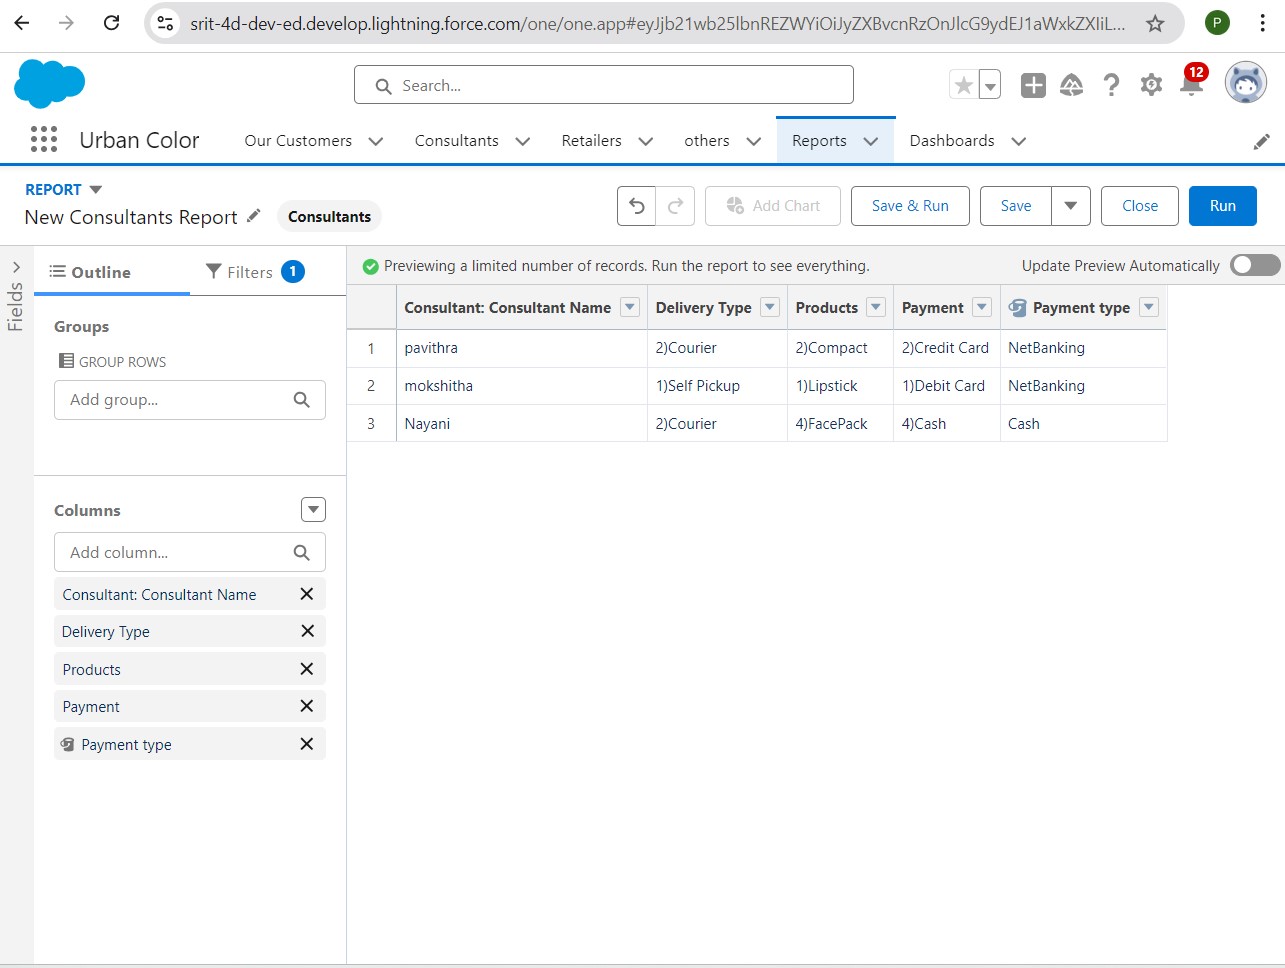 srit-4d-dev-ed.develop.lightning.force.com/one/one.app#eyJjb21wb25lbnREZWYiOiJyZXBvcnRzOnJlcG9ydEJ1aWxkZXIiL...
P
Search...
12
Urban Color
Our Customers
Consultants
Retailers
others
Reports
Dashboards
REPORT
New Consultants Report
Consultants
Add Chart
Save & Run
Save
Close
Run
Fields
Outline
Filters 1
Groups
GROUP ROWS
Add group...
Columns
Add column...
Consultant: Consultant Name
Delivery Type
Products
Payment
Payment type
Previewing a limited number of records. Run the report to see everything.
Update Preview Automatically
Consultant: Consultant Name Delivery Type Products Payment Payment type
1 pavithra 2)Courier 2)Compact 2)Credit Card NetBanking
2 mokshitha 1)Self Pickup 1)Lipstick 1)Debit Card NetBanking
3 Nayani 2)Courier 4)FacePack 4)Cash Cash